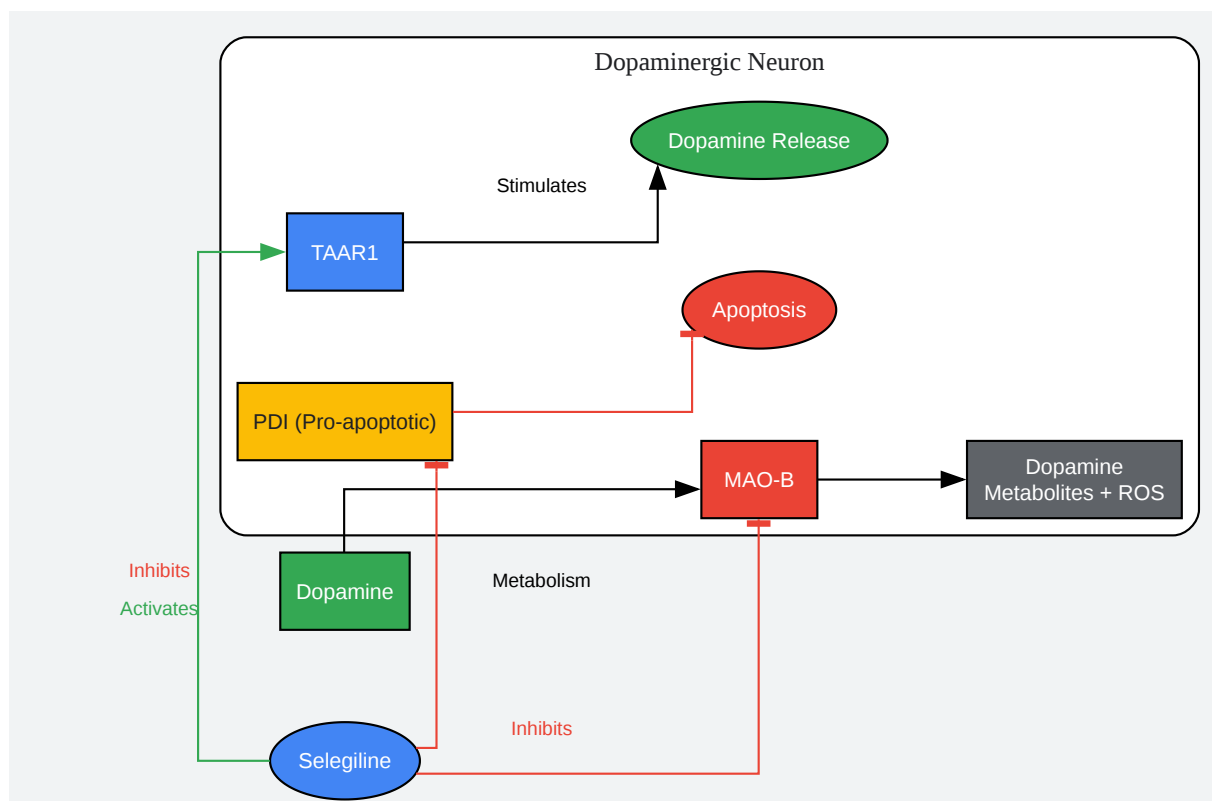 Dopaminergic Neuron
Dopamine Release
Stimulates
TAAR1
Apoptosis
PDI (Pro-apoptotic)
MAO-B
Dopamine
Metabolites + ROS
Inhibits
Metabolism
Dopamine
Activates
Inhibits
Selegiline